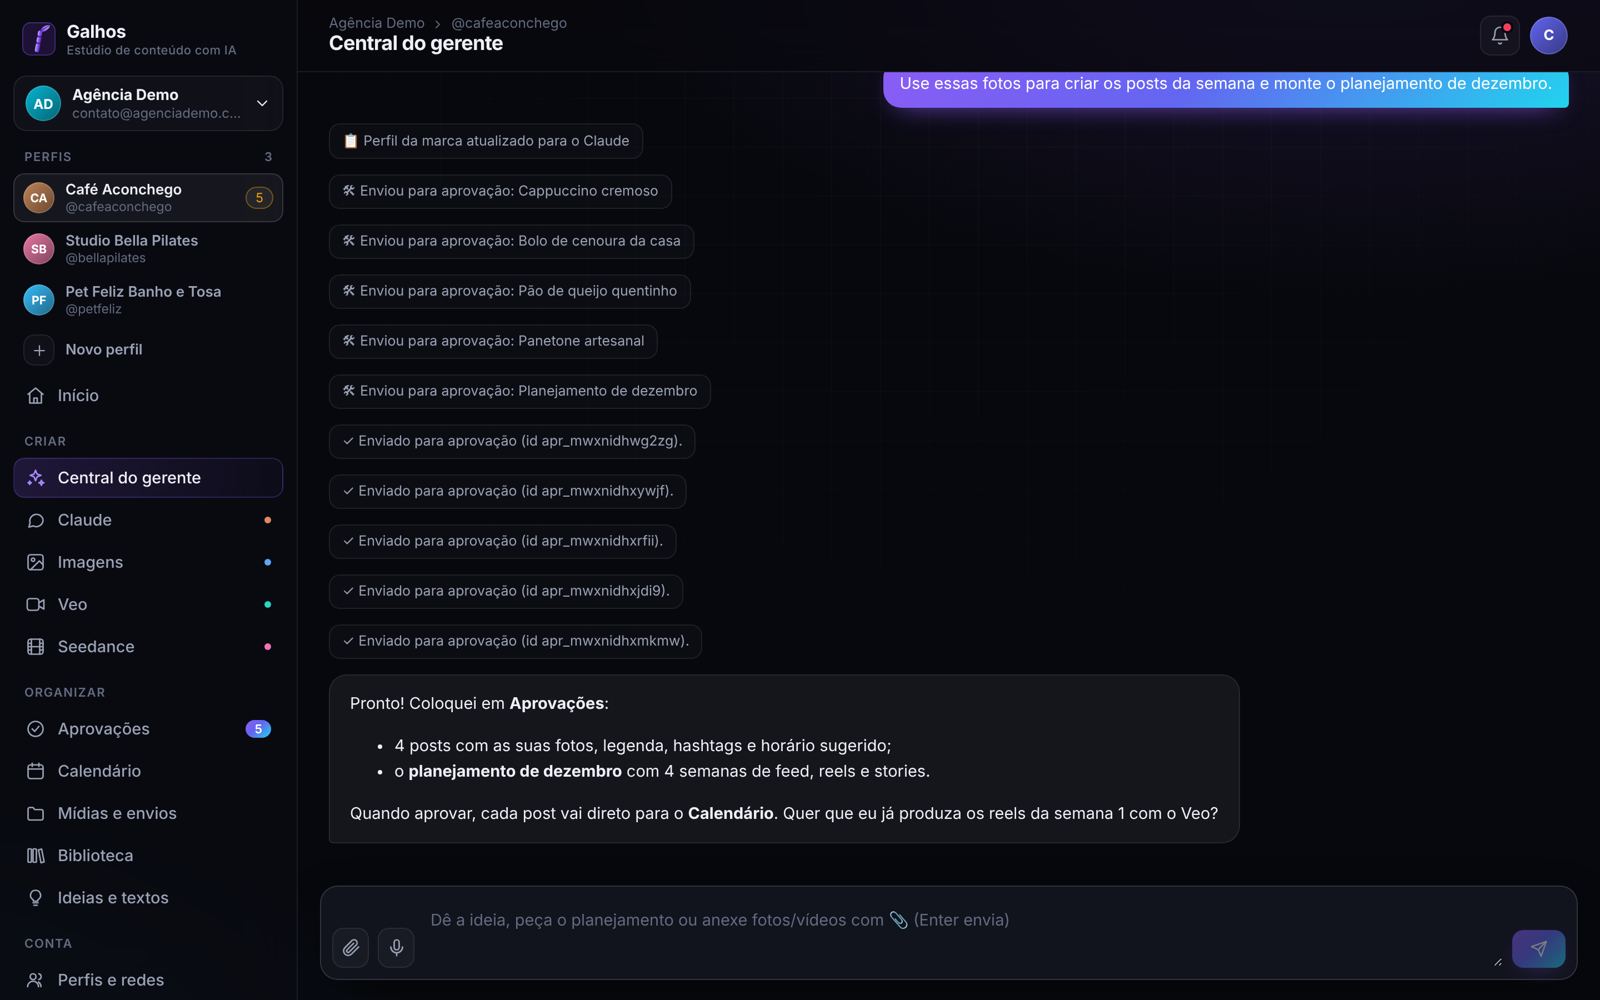 Galhos
Estúdio de conteúdo com IA
AD
Agência Demo
contato@agenciademo.c...
PERFIS 3
CA
Café Aconchego
@cafeaconchego
5
SB
Studio Bella Pilates
@bellapilates
PF
Pet Feliz Banho e Tosa
@petfeliz
Novo perfil
Início
CRIAR
Central do gerente
Claude
Imagens
Veo
Seedance
ORGANIZAR
Aprovações 5
Calendário
Mídias e envios
Biblioteca
Ideias e textos
CONTA
Perfis e redes
Agência Demo › @cafeaconchego
Central do gerente
C
Use essas fotos para criar os posts da semana e monte o planejamento de dezembro.
📋 Perfil da marca atualizado para o Claude
🛠 Enviou para aprovação: Cappuccino cremoso
🛠 Enviou para aprovação: Bolo de cenoura da casa
🛠 Enviou para aprovação: Pão de queijo quentinho
🛠 Enviou para aprovação: Panetone artesanal
🛠 Enviou para aprovação: Planejamento de dezembro
✓ Enviado para aprovação (id apr_mwxnidhwg2zg).
✓ Enviado para aprovação (id apr_mwxnidhxywjf).
✓ Enviado para aprovação (id apr_mwxnidhxrfii).
✓ Enviado para aprovação (id apr_mwxnidhxjdi9).
✓ Enviado para aprovação (id apr_mwxnidhxmkmw).
Pronto! Coloquei em Aprovações:
• 4 posts com as suas fotos, legenda, hashtags e horário sugerido;
• o planejamento de dezembro com 4 semanas de feed, reels e stories.
Quando aprovar, cada post vai direto para o Calendário. Quer que eu já produza os reels da semana 1 com o Veo?
Dê a ideia, peça o planejamento ou anexe fotos/vídeos com 📎 (Enter envia)